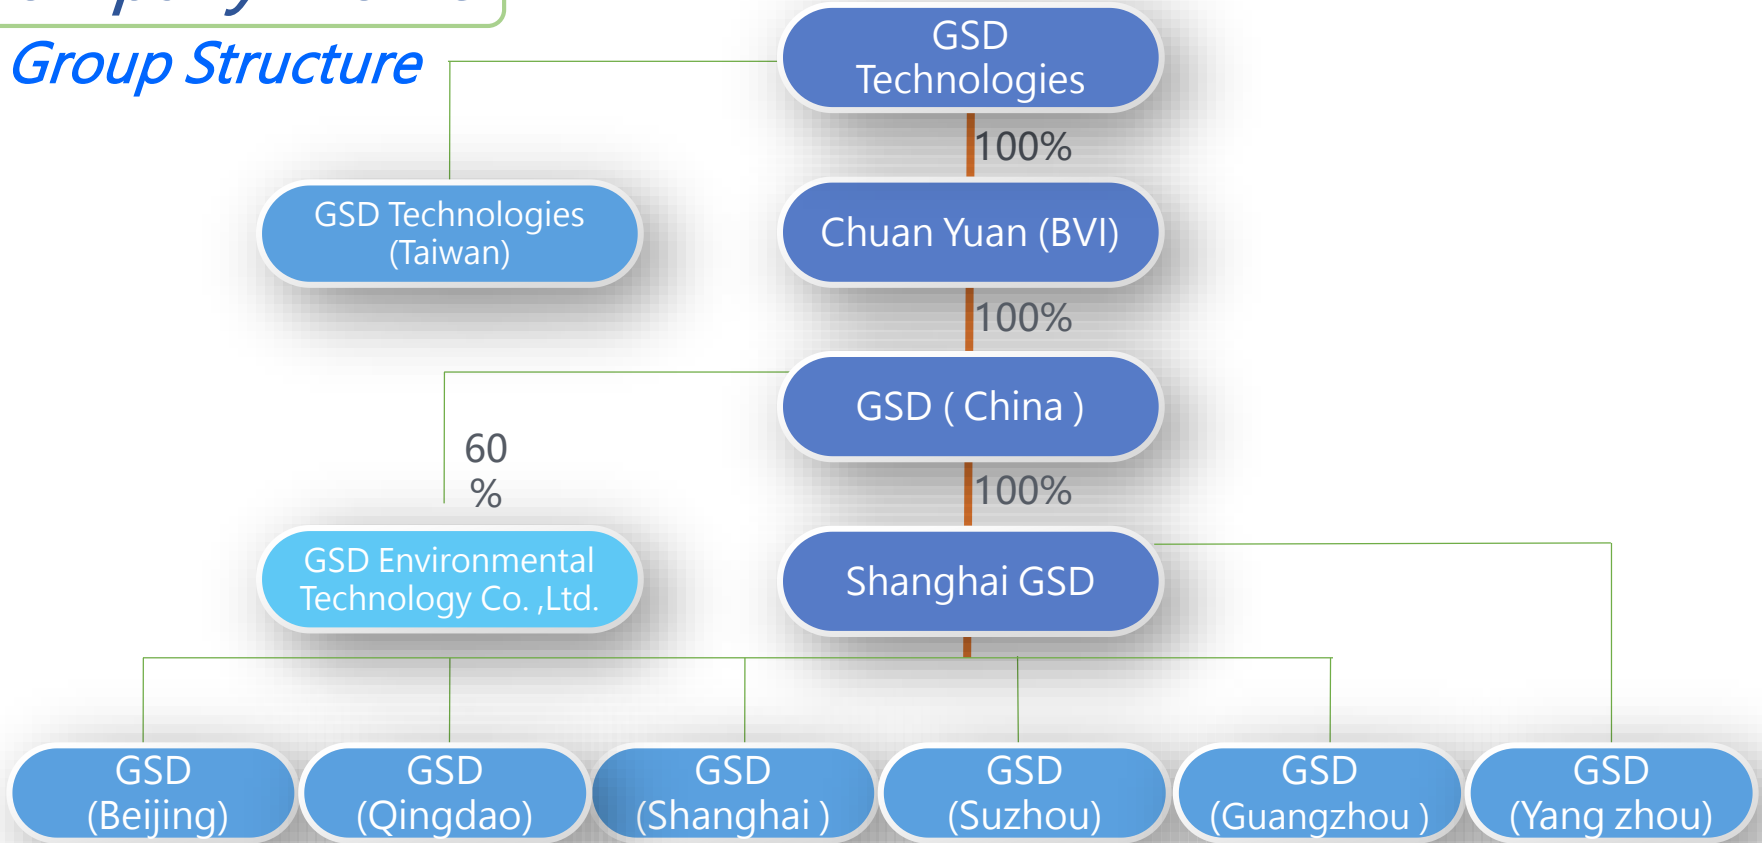 Group Structure
GSD
Technologies
100%
GSD Technologies
(Taiwan)
Chuan Yuan (BVI)
100%
GSD ( China )
60
%
100%
GSD Environmental
Technology Co. ,Ltd.
Shanghai GSD
GSD
(Beijing)
GSD
(Qingdao)
GSD
(Shanghai )
GSD
(Suzhou)
GSD
(Guangzhou )
GSD
(Yang zhou)